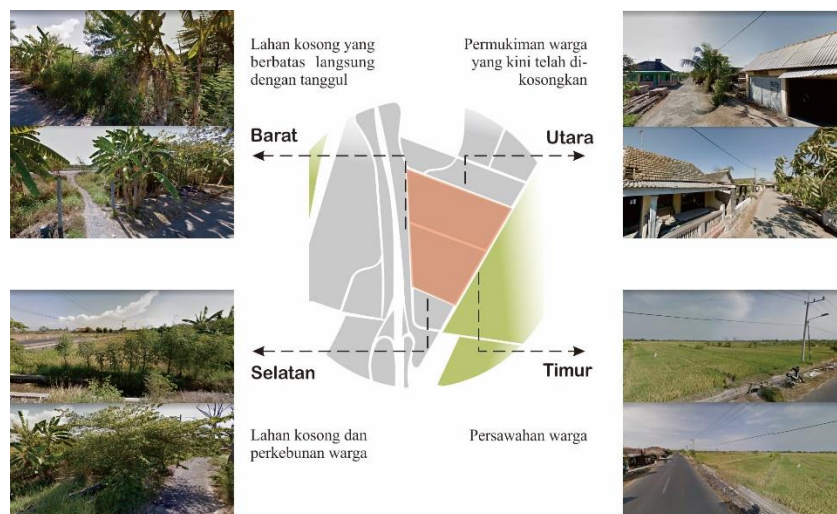 Lahan kosong yang
berbatas langsung
dengan tanggul
Permukiman warga
yang kini telah di-
kosongkan
Barat
Utara
Selatan
Timur
Lahan kosong dan
perkebunan warga
Persawahan warga